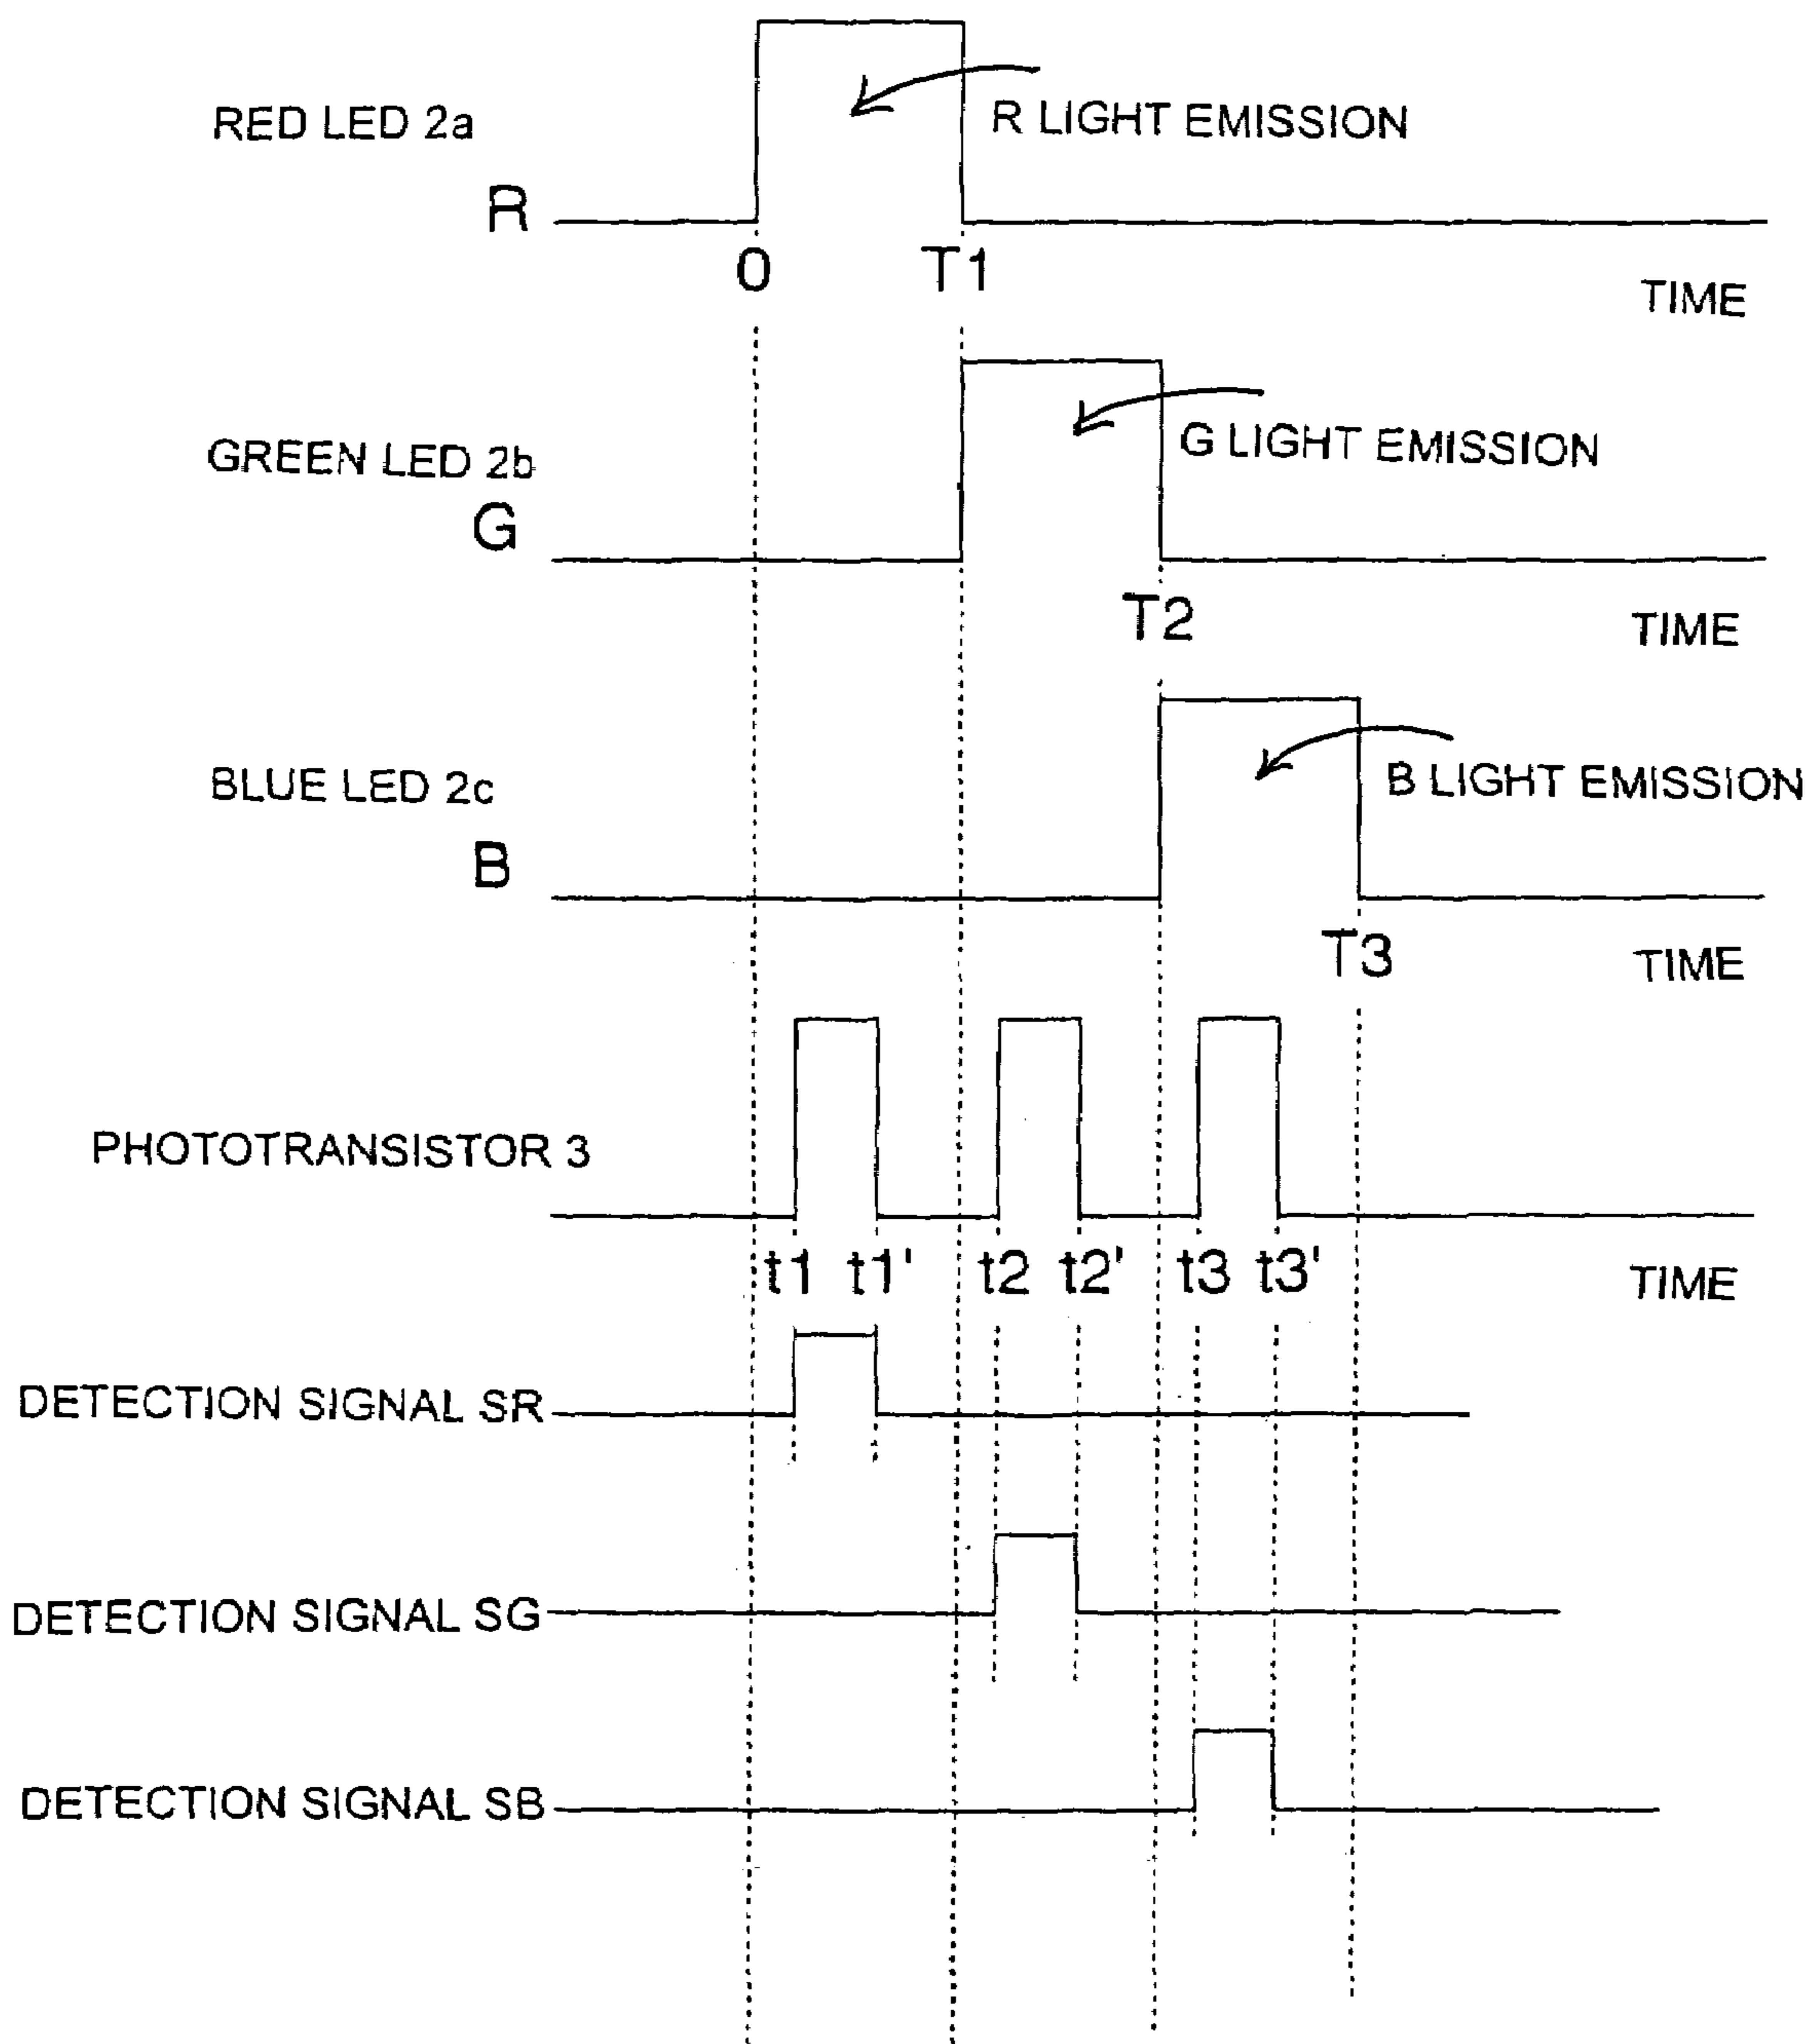 RED LED 2a
R LIGHT EMISSION
R
0 T1
TIME
GREEN LED 2b
G LIGHT EMISSION
G
T2
TIME
BLUE LED 2c
B LIGHT EMISSION
B
T3
TIME
PHOTOTRANSISTOR 3
t1 t1' t2 t2' t3 t3'
TIME
DETECTION SIGNAL SR
DETECTION SIGNAL SG
DETECTION SIGNAL SB